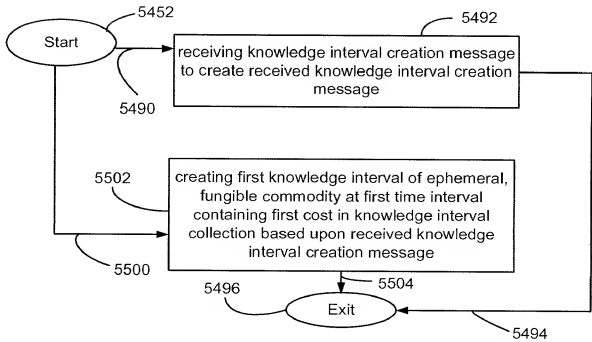 5452
Start
5492
receiving knowledge interval creation message
to create received knowledge interval creation
message
5490
5502
creating first knowledge interval of ephemeral,
fungible commodity at first time interval
containing first cost in knowledge interval
collection based upon received knowledge
interval creation message
5500
5504
5496
Exit
5494